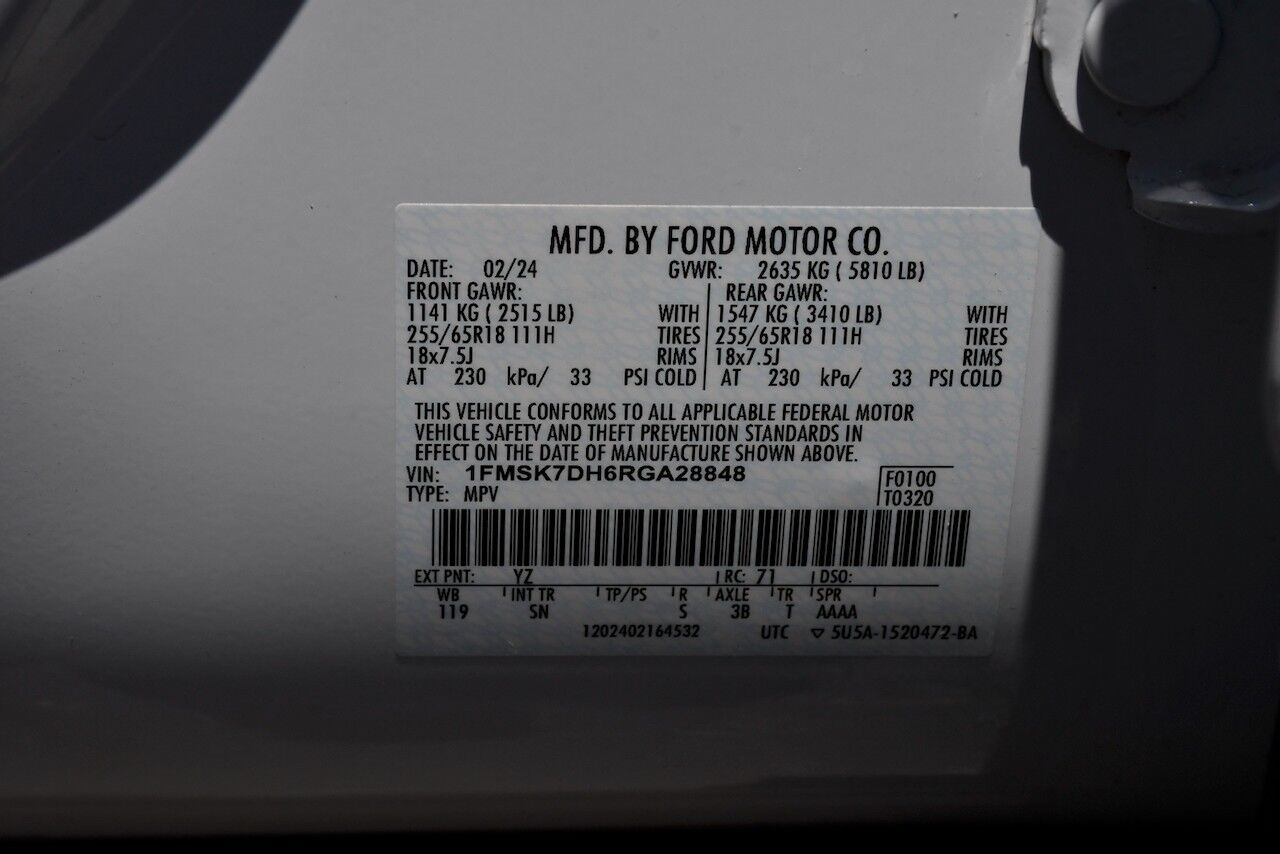 MFD. BY FORD MOTOR CO.
DATE: 02/24 GVWR: 2635 KG ( 5810 LB)
FRONT GAWR: REAR GAWR:
1141 KG ( 2515 LB) WITH 1547 KG ( 3410 LB) WITH
255/65R18 111H TIRES 255/65R18 111H TIRES
18x7.5J RIMS 18x7.5J RIMS
AT 230 kPa/ 33 PSI COLD AT 230 kPa/ 33 PSI COLD
THIS VEHICLE CONFORMS TO ALL APPLICABLE FEDERAL MOTOR
VEHICLE SAFETY AND THEFT PREVENTION STANDARDS IN
EFFECT ON THE DATE OF MANUFACTURE SHOWN ABOVE.
VIN: 1FMSK7DH6RGA28848 F0100
TYPE: MPV T0320
EXT PNT: YZ RC: 71 DSO:
WB INT TR TP/PS R AXLE TR SPR
119 SN S 3B T AAAA
1202402164532 UTC ▽ 5U5A-1520472-BA